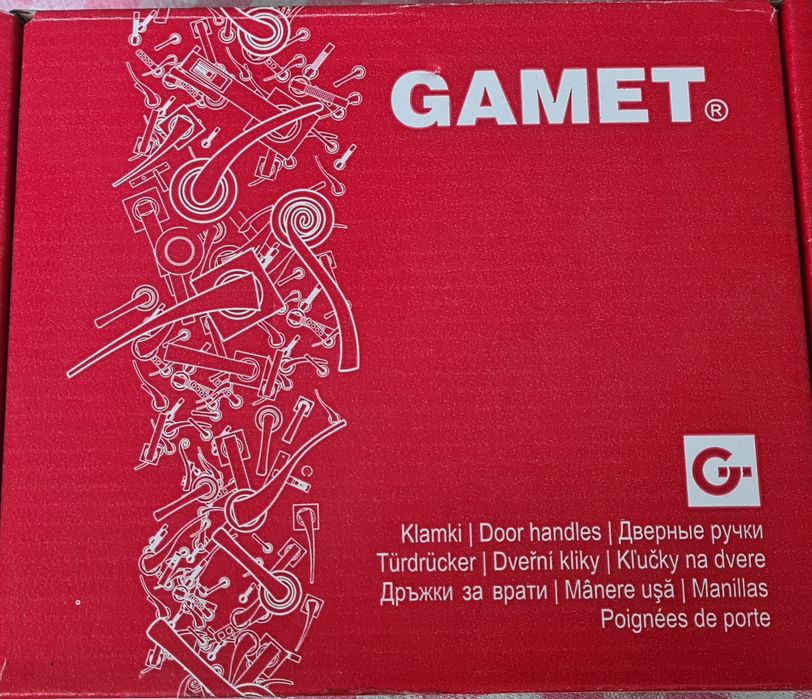 GAMET®
G
Klamki | Door handles | Дверные ручки
Türdrücker | Dveřní kliky | Kľučky na dvere
Дръжки за врати | Mânere uşă | Manillas
Poignées de porte